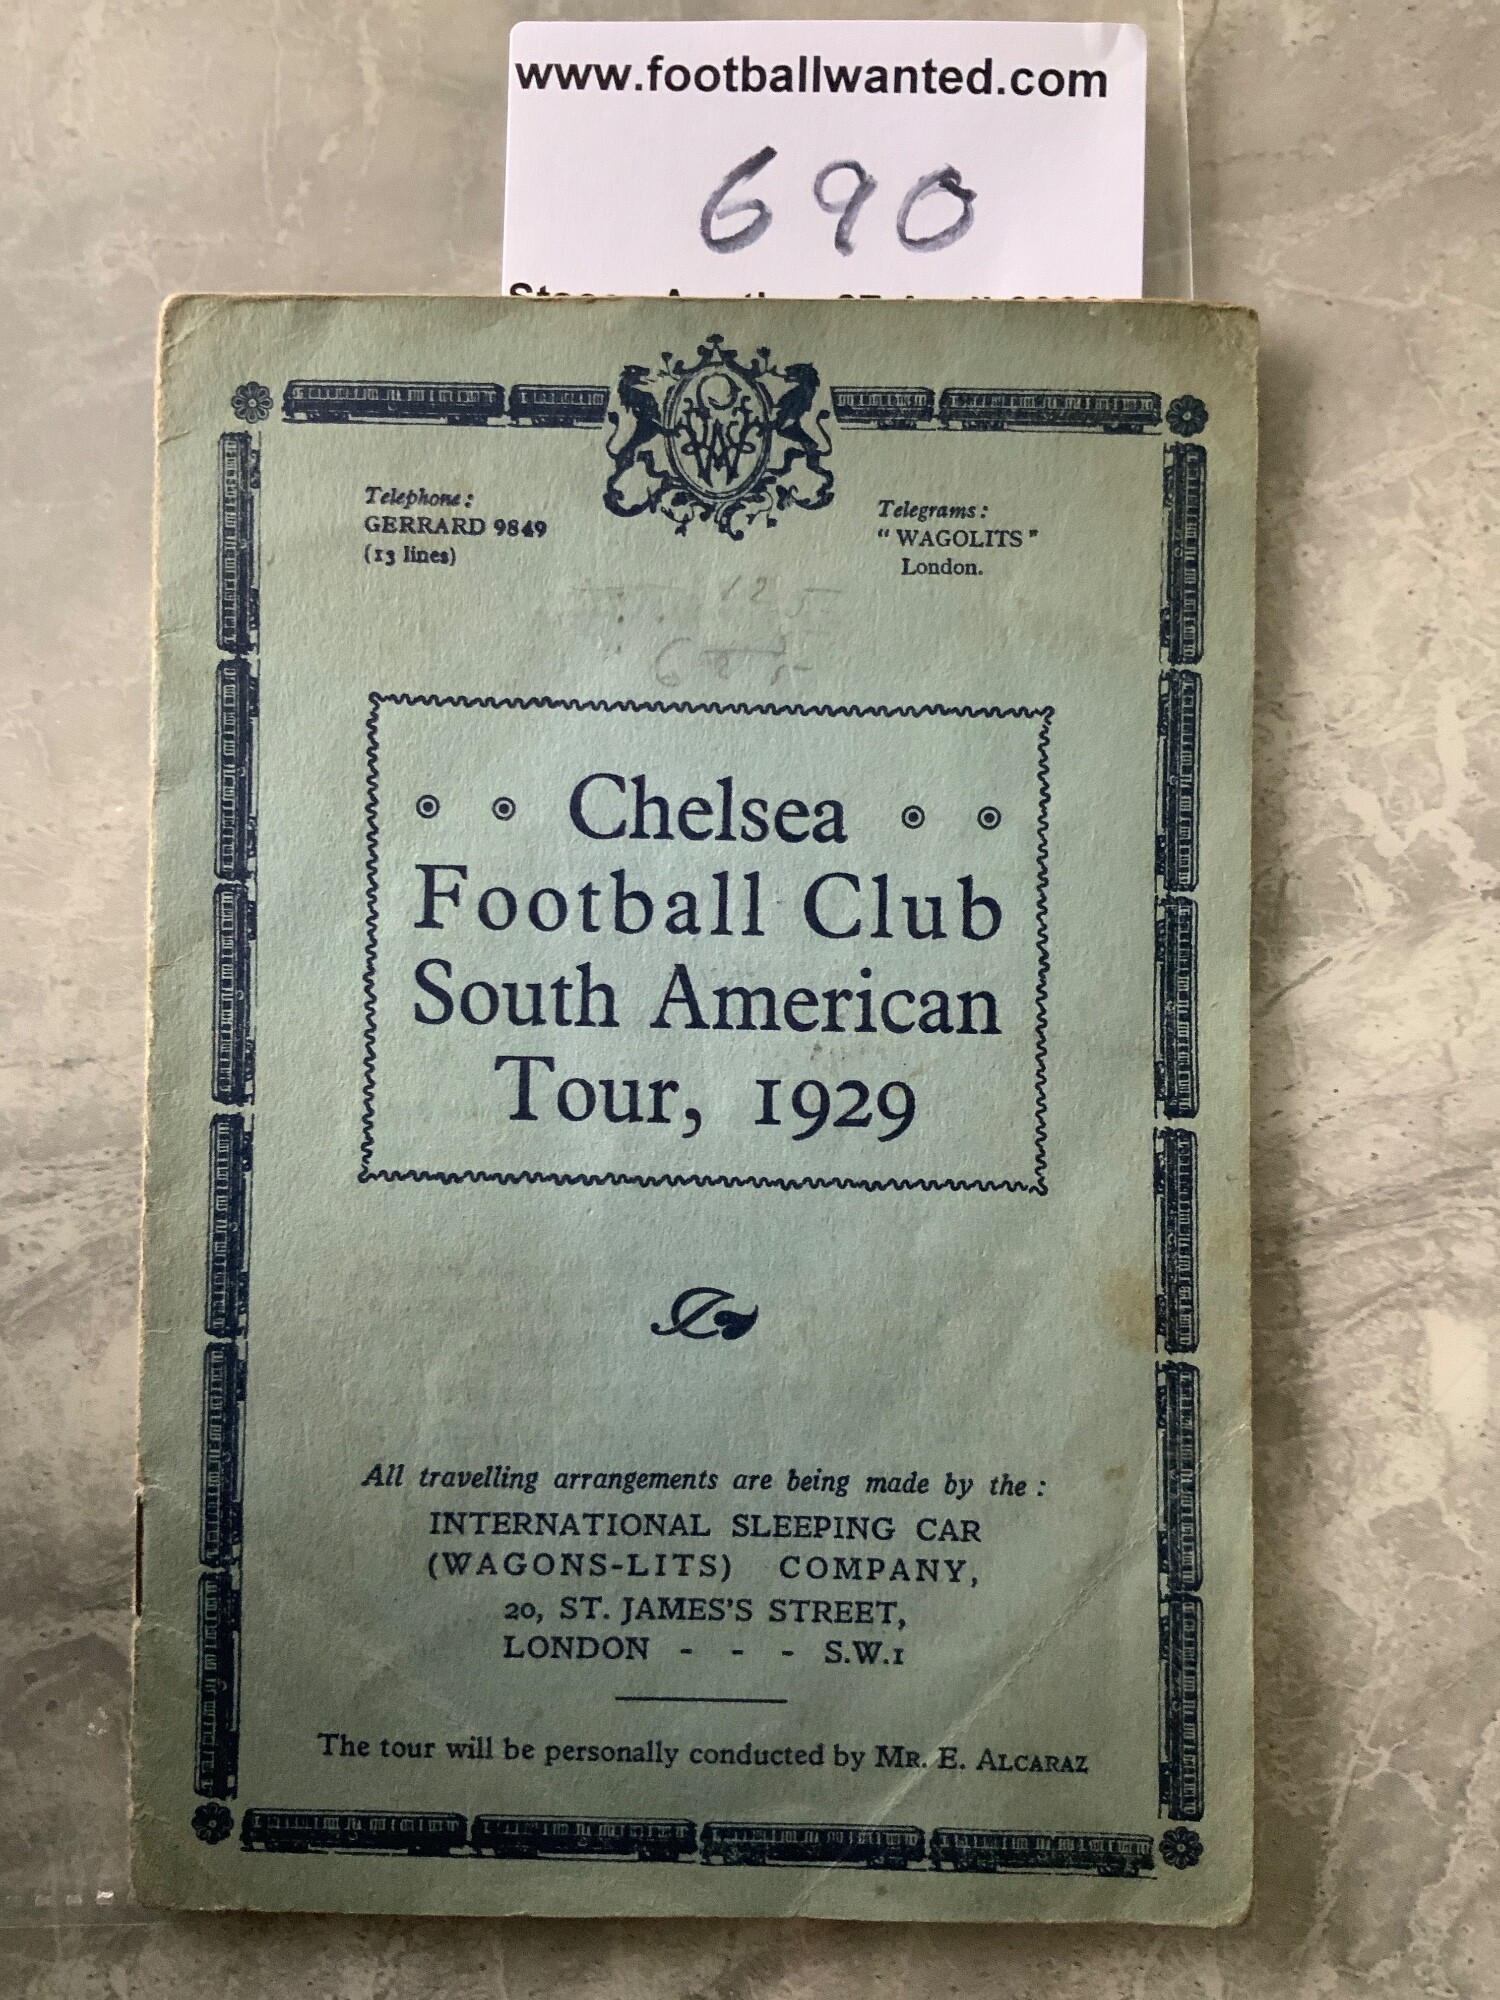 www.footballwanted.com
690
Telephone:
GERRARD 9849
(13 lines)
Telegrams:
"WAGOLITS"
London.
125
Chelsea
Football Club
South American
Tour, 1929
All travelling arrangements are being made by the:
INTERNATIONAL SLEEPING CAR
(WAGONS-LITS) COMPANY,
20, ST. JAMES'S STREET,
LONDON - - - S.W.1
The tour will be personally conducted by MR. E. ALCARAZ